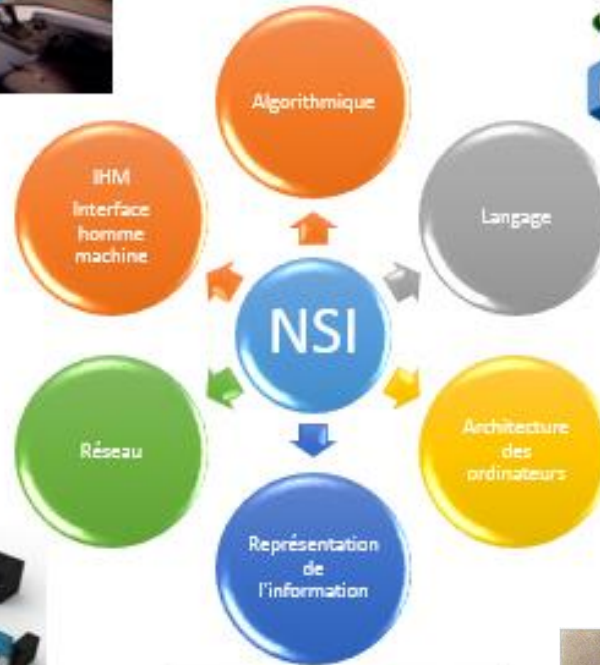 Algorithmique
IHM
Interface
homme
machine
Langage
NSI
Réseau
Architecture
des
ordinateurs
Représentation
de
l'information